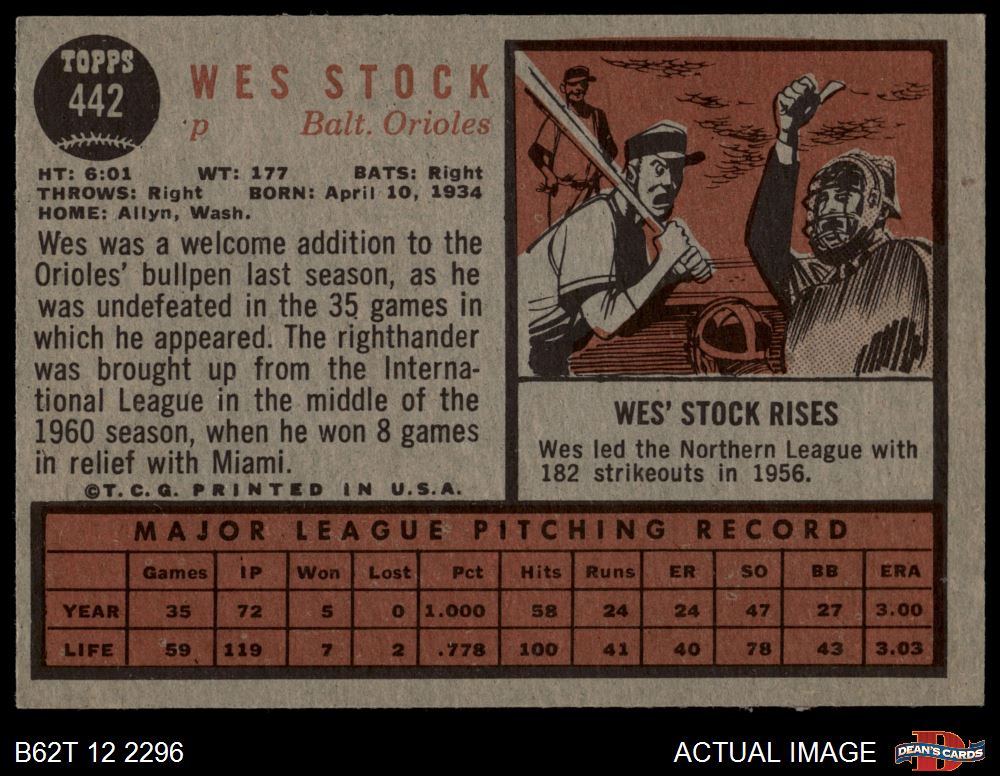 TOPPS
442
WES STOCK
p Balt. Orioles
HT: 6:01 WT: 177 BATS: Right
THROWS: Right BORN: April 10, 1934
HOME: Allyn, Wash.
Wes was a welcome addition to the
Orioles' bullpen last season, as he
was undefeated in the 35 games in
which he appeared. The righthander
was brought up from the Interna-
tional League in the middle of the
1960 season, when he won 8 games
in relief with Miami.
©T.C.G. PRINTED IN U.S.A.
WES' STOCK RISES
Wes led the Northern League with
182 strikeouts in 1956.
MAJOR LEAGUE PITCHING RECORD
Games IP Won Lost Pct Hits Runs ER SO BB ERA
YEAR 35 72 5 0 1.000 58 24 24 47 27 3.00
LIFE 59 119 7 2 .778 100 41 40 78 43 3.03
B62T 12 2296 ACTUAL IMAGE D DEAN'S CARDS